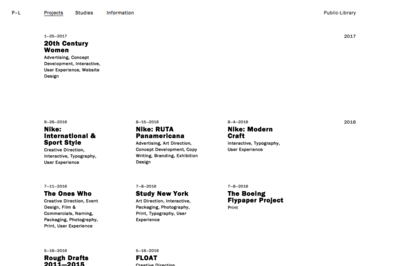 P–L
Projects
Studies
Information
Public-Library
1–20–2017
20th Century
Women
Advertising, Concept
Development, Interactive,
User Experience, Website
Design
2017
9–26–2016
Nike:
International &
Sport Style
Creative Direction,
Interactive, Typography,
User Experience
8–15–2016
Nike: RUTA
Panamericana
Advertising, Art Direction,
Concept Development, Copy
Writing, Branding, Exhibition
Design
8–4–2016
Nike: Modern
Craft
Interactive, Typography,
User Experience
2016
7–11–2016
The Ones Who
Creative Direction, Event
Design, Film &
Commercials, Naming,
Packaging, Photography,
Print, User Experience
7–8–2016
Study New York
Art Direction, Interactive,
Packaging, Photography,
Print, Typography, User
Experience
7–8–2016
The Boeing
Flypaper Project
Print
5–16–2016
Rough Drafts
2011—2015
5–16–2016
FLOAT
Creative Direction